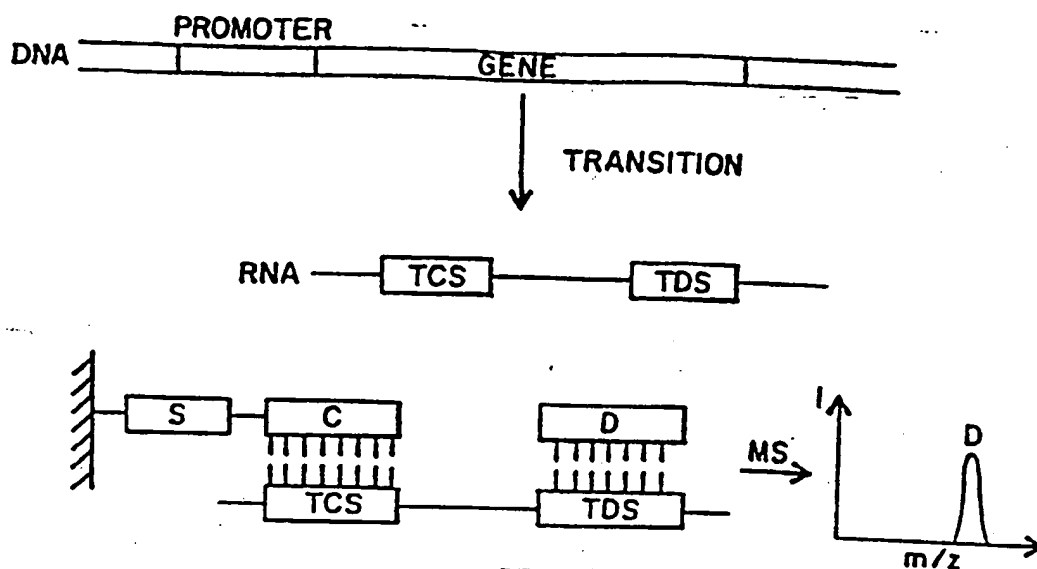 PROMOTER
DNA
GENE
TRANSITION
RNA
TCS
TDS
S
C
D
MS
I
D
TCS
TDS
m/z